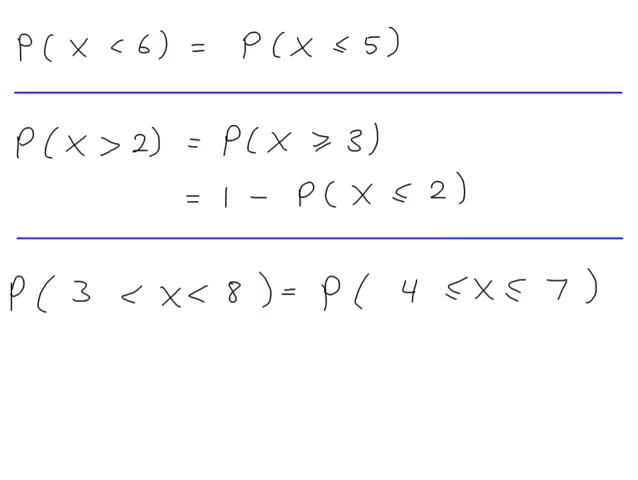 P( X < 6 ) = P( X ≤ 5 )
P( X > 2 ) = P( X ≥ 3 )
= 1 - P( X ≤ 2 )
P( 3 < X < 8 ) = P( 4 ≤ X ≤ 7 )